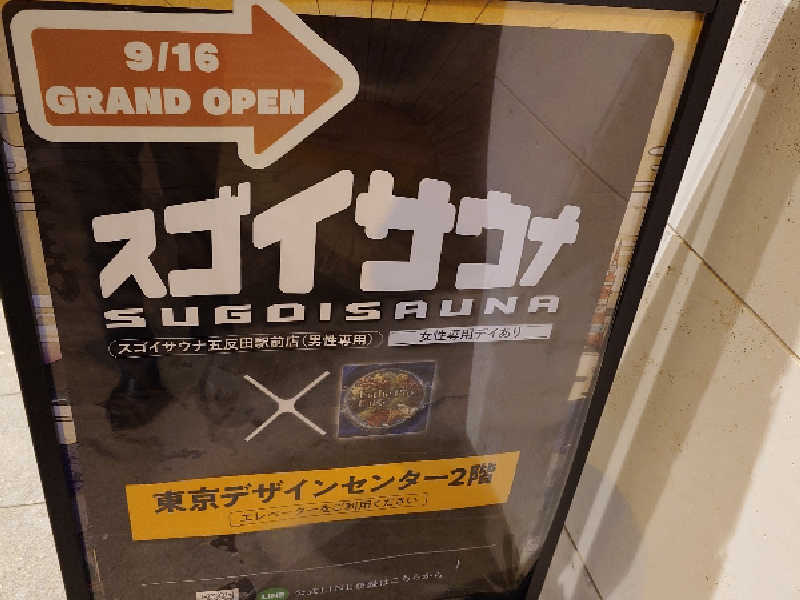 9/16
GRAND OPEN
スゴイサウナ
SUGOISAUNA
スゴイサウナ五反田駅前店(男性専用)
女性専用デイあり
×
東京デザインセンター2階
エレベーターをご利用ください
LINE